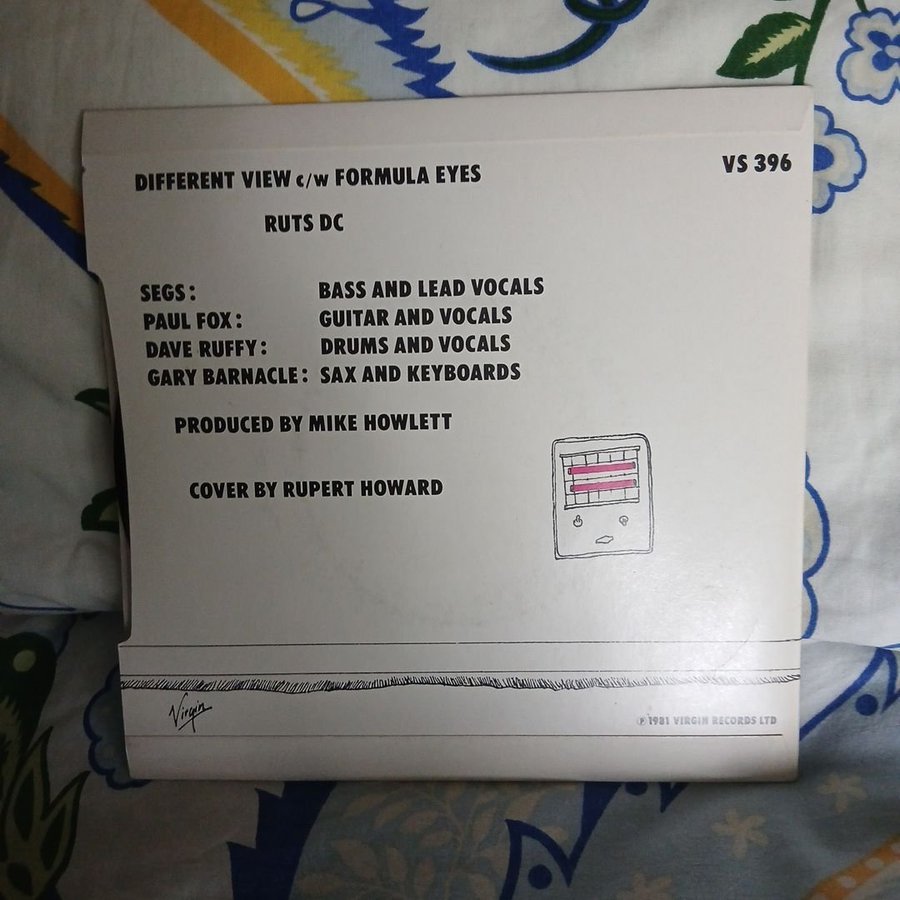 DIFFERENT VIEW c/w FORMULA EYES
VS 396
RUTS DC
SEGS: BASS AND LEAD VOCALS
PAUL FOX: GUITAR AND VOCALS
DAVE RUFFY: DRUMS AND VOCALS
GARY BARNACLE: SAX AND KEYBOARDS
PRODUCED BY MIKE HOWLETT
COVER BY RUPERT HOWARD
Virgin
℗ 1981 VIRGIN RECORDS LTD